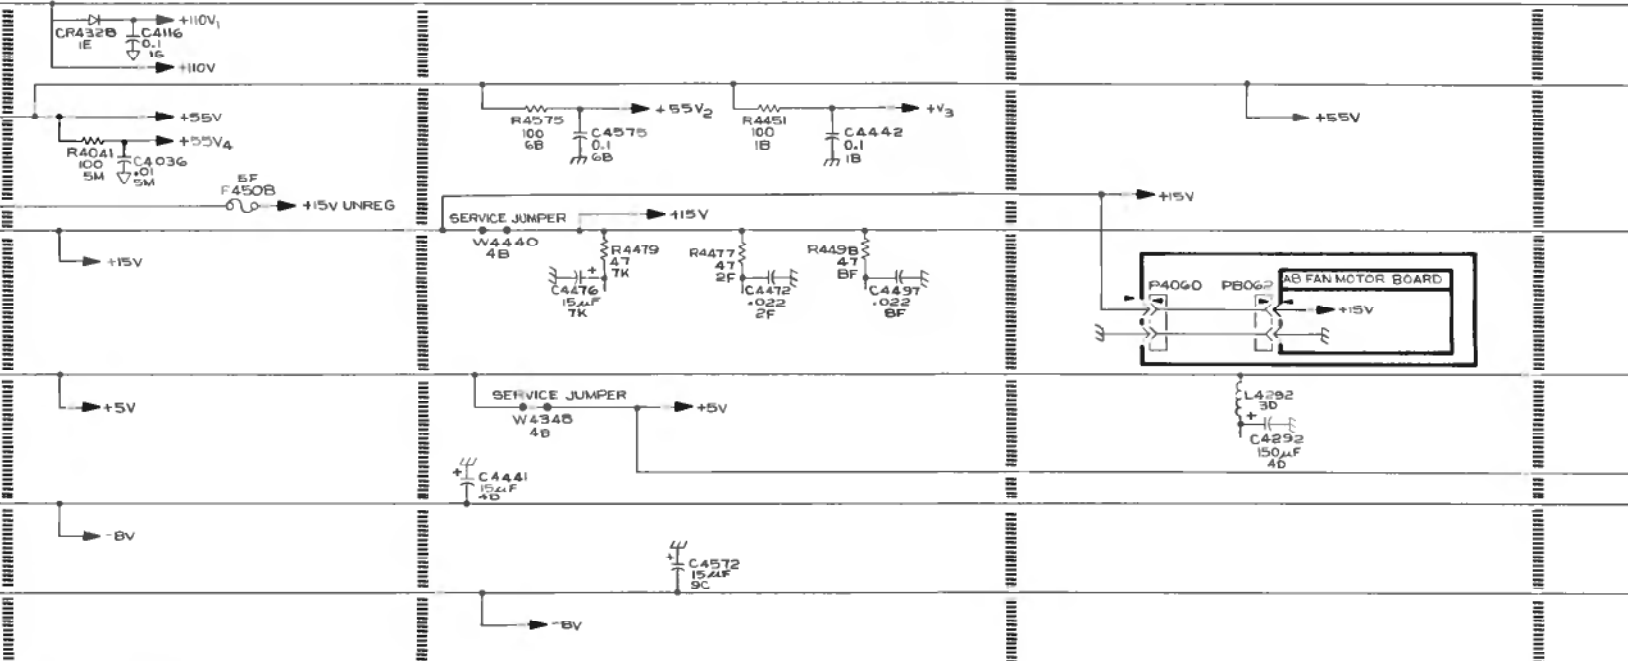 CR4328
1E
C4116
0.1
1G
+110V1
+110V
+55V
+55V4
R4041
100
5M
C4036
.01
5M
5F
F4508
+15V UNREG
+15V
+5V
-8V
R4575
100
6B
C4575
0.1
6B
+55V2
R4451
100
1B
C4442
0.1
1B
+V3
SERVICE JUMPER
W4440
4B
+15V
R4479
47
7K
C4476
15µF
7K
R4477
47
2F
C4472
.022
2F
R4498
47
8F
C4497
.022
8F
SERVICE JUMPER
W4348
4B
+5V
+
C4441
15µF
4D
+
C4572
15µF
9C
-8V
+55V
+15V
P4060
P8062
A8 FAN MOTOR BOARD
+15V
L4292
3D
+
C4292
150µF
4D